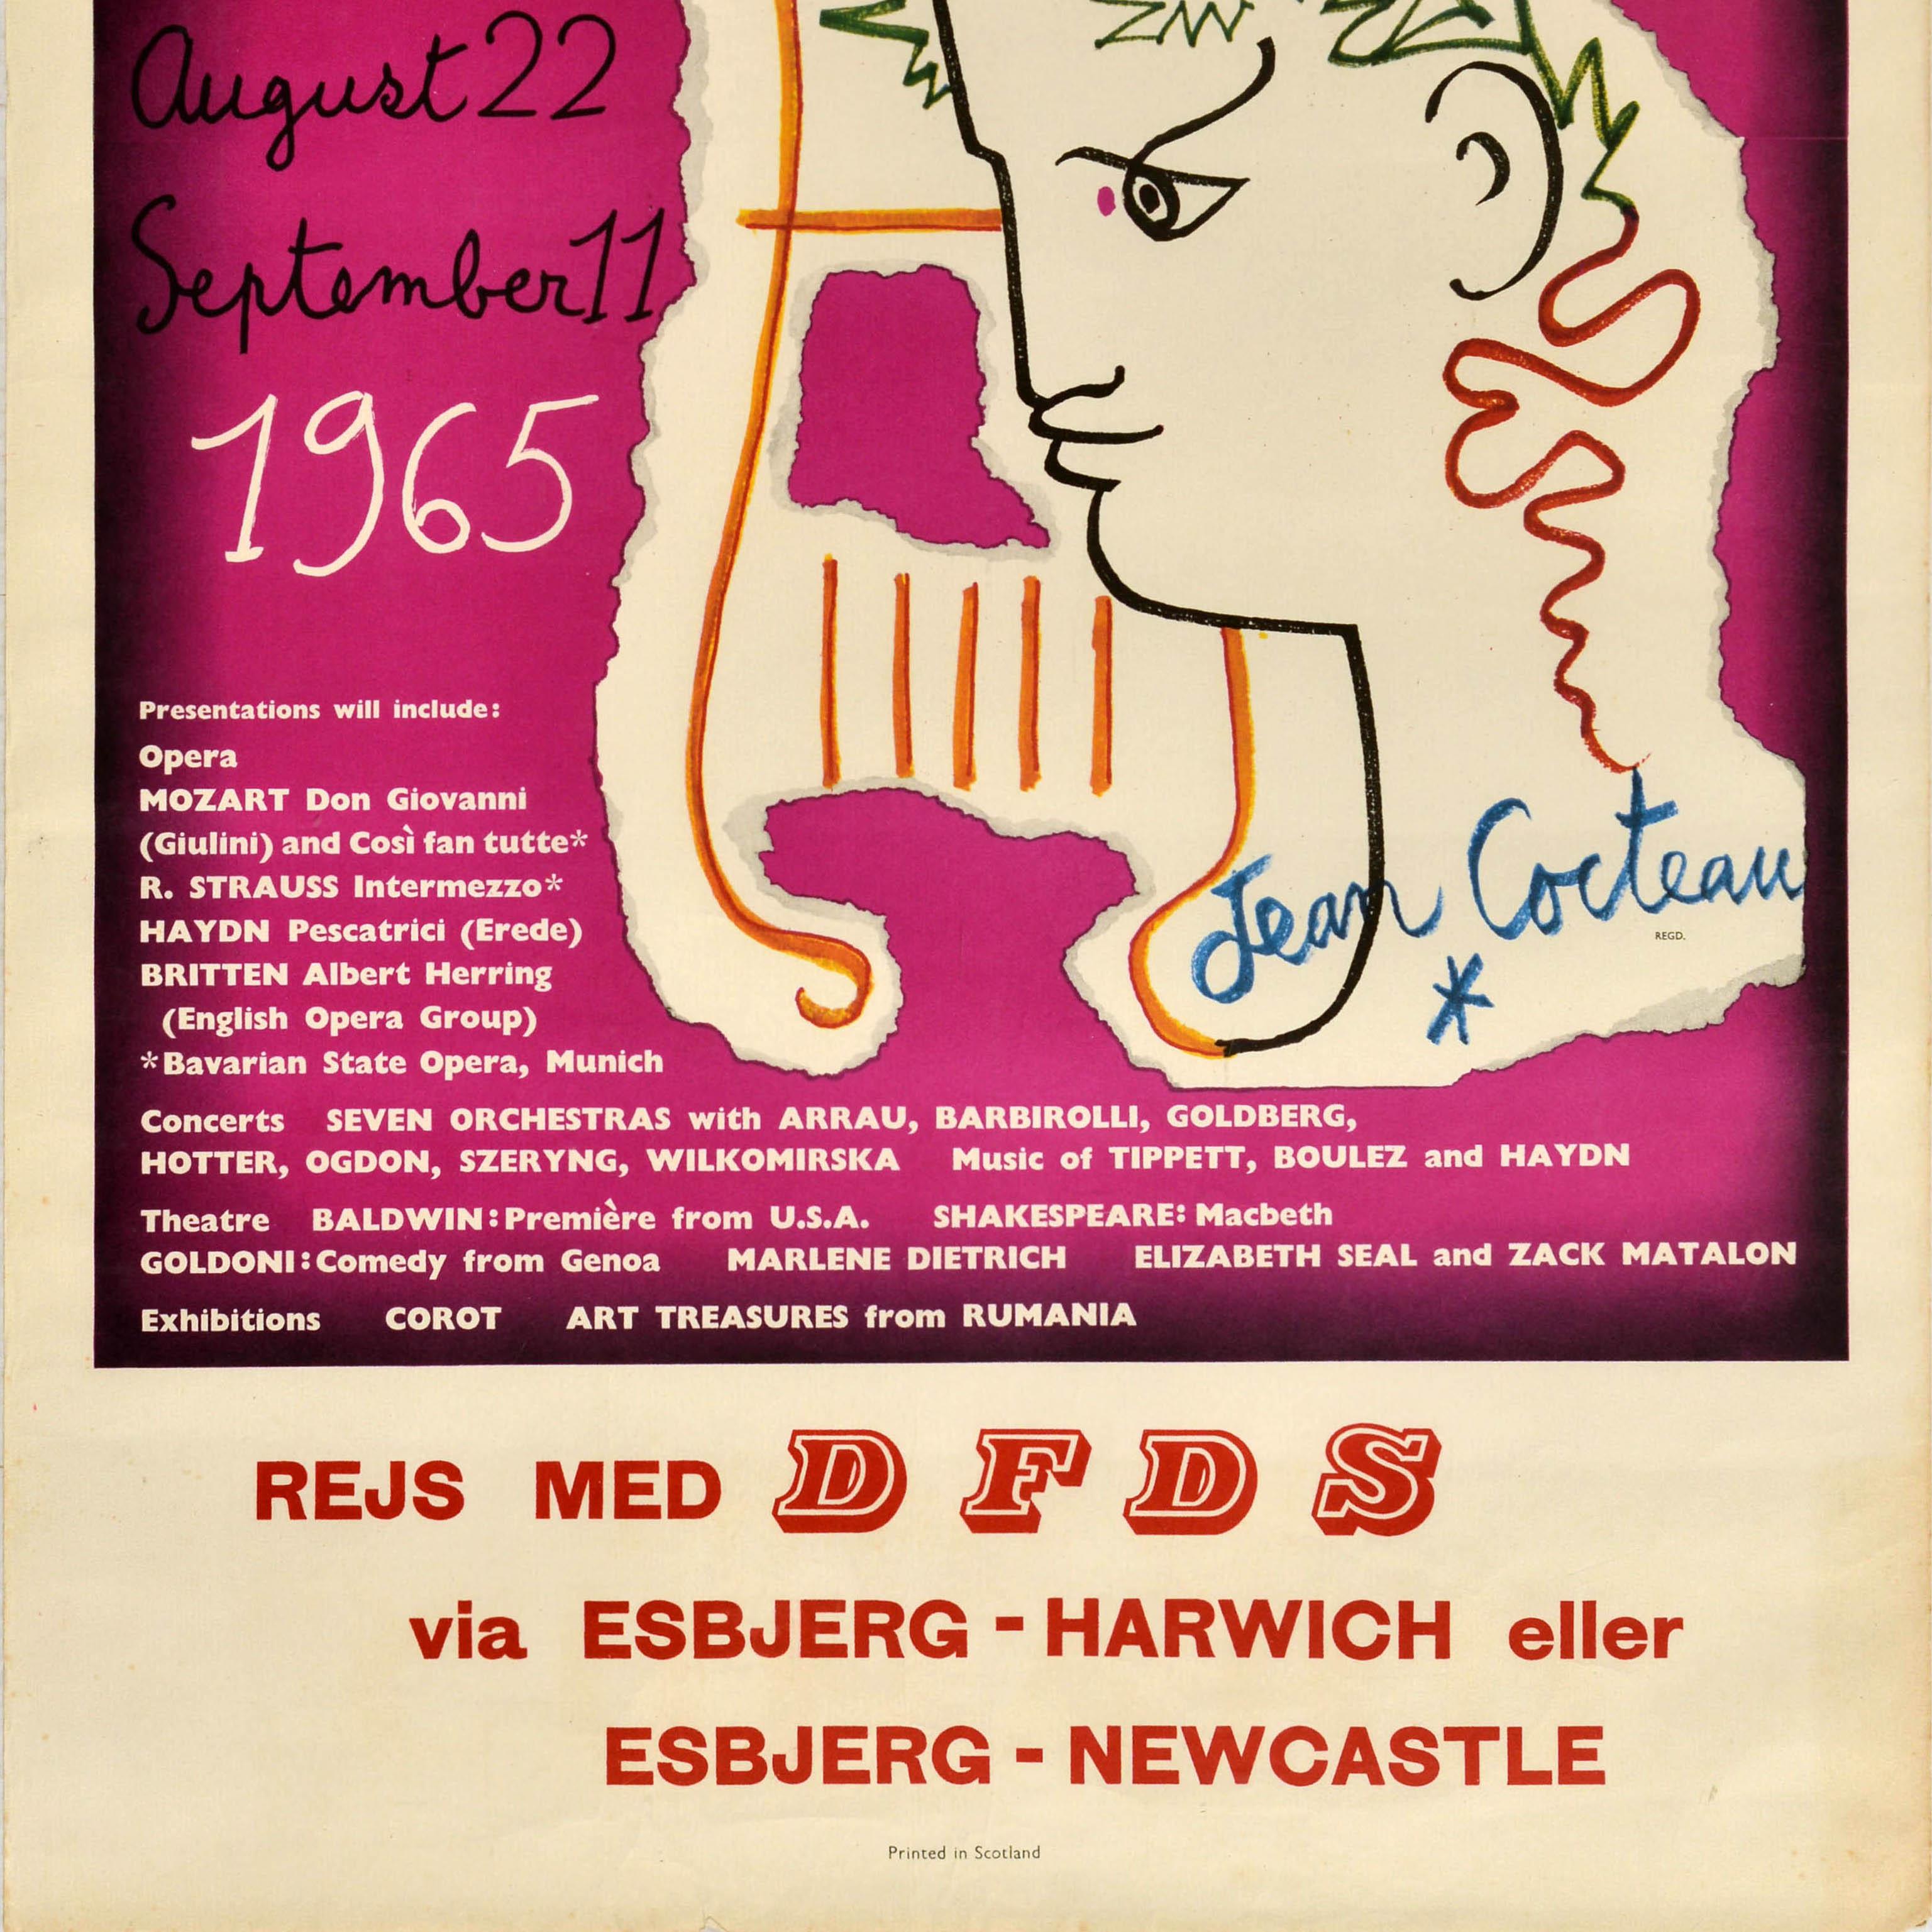 August 22
September 11
1965
Presentations will include:
Opera
MOZART Don Giovanni
(Giulini) and Così fan tutte*
R. STRAUSS Intermezzo*
HAYDN Pescatrici (Erede)
BRITTEN Albert Herring
(English Opera Group)
*Bavarian State Opera, Munich
Jean Cocteau
*
REGD.
Concerts SEVEN ORCHESTRAS with ARRAU, BARBIROLLI, GOLDBERG,
HOTTER, OGDON, SZERYNG, WILKOMIRSKA Music of TIPPETT, BOULEZ and HAYDN
Theatre BALDWIN: Première from U.S.A. SHAKESPEARE: Macbeth
GOLDONI: Comedy from Genoa MARLENE DIETRICH ELIZABETH SEAL and ZACK MATALON
Exhibitions COROT ART TREASURES from RUMANIA
REJS MED DFDS
via ESBJERG - HARWICH eller
ESBJERG - NEWCASTLE
Printed in Scotland